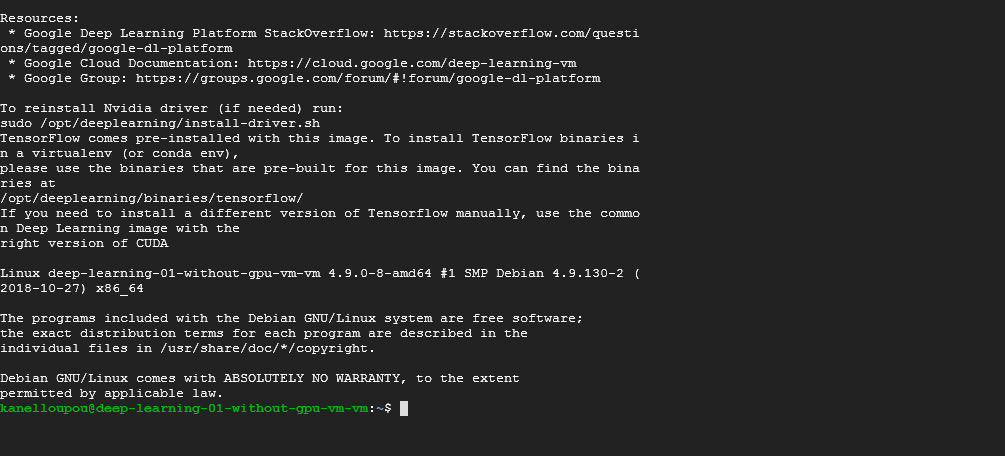 Resources:
 * Google Deep Learning Platform StackOverflow: https://stackoverflow.com/questi
ons/tagged/google-dl-platform
 * Google Cloud Documentation: https://cloud.google.com/deep-learning-vm
 * Google Group: https://groups.google.com/forum/#!forum/google-dl-platform
To reinstall Nvidia driver (if needed) run:
sudo /opt/deeplearning/install-driver.sh
TensorFlow comes pre-installed with this image. To install TensorFlow binaries i
n a virtualenv (or conda env),
please use the binaries that are pre-built for this image. You can find the bina
ries at
/opt/deeplearning/binaries/tensorflow/
If you need to install a different version of Tensorflow manually, use the commo
n Deep Learning image with the
right version of CUDA
Linux deep-learning-01-without-gpu-vm-vm 4.9.0-8-amd64 #1 SMP Debian 4.9.130-2 (
2018-10-27) x86_64
The programs included with the Debian GNU/Linux system are free software;
the exact distribution terms for each program are described in the
individual files in /usr/share/doc/*/copyright.
Debian GNU/Linux comes with ABSOLUTELY NO WARRANTY, to the extent
permitted by applicable law.
kanelloupou@deep-learning-01-without-gpu-vm-vm:~$